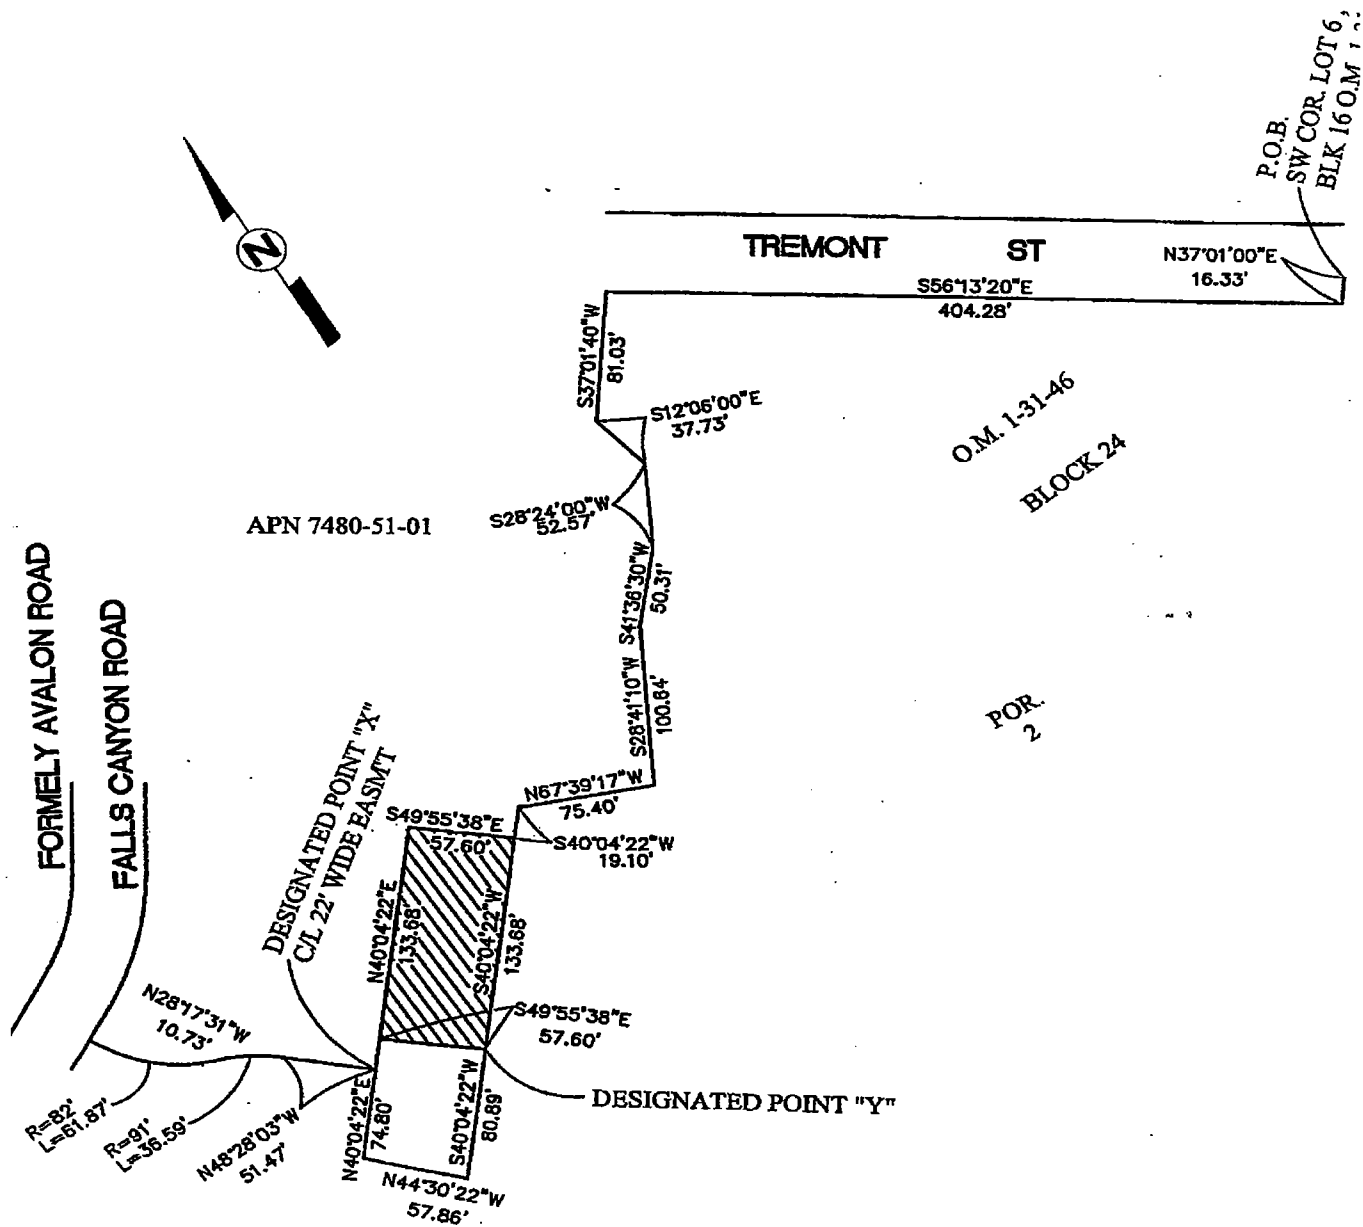 P.O.B.
SW COR. LOT 6,
BLK 16 O.M.
N
TREMONT ST
N37°01'00"E
16.33'
S56°13'20"E
404.28'
S37°01'40"W
81.03'
S12°06'00"E
37.73'
O.M. 1-31-46
BLOCK 24
S28°24'00"W
52.57'
APN 7480-51-01
S41°36'30"W
50.31'
FORMELY AVALON ROAD
FALLS CANYON ROAD
S28°41'10"W
100.64'
POR.
2
DESIGNATED POINT "X"
C/L 22' WIDE EASM'T
N67°39'17"W
75.40'
S49°55'38"E
57.60'
S40°04'22"W
19.10'
N40°04'22"E
133.68'
S40°04'22"W
133.68'
N28°17'31"W
10.73'
S49°55'38"E
57.60'
DESIGNATED POINT "Y"
R=82'
L=61.87'
R=91'
L=36.59'
N48°28'03"W
51.47'
N40°04'22"E
74.80'
S40°04'22"W
80.89'
N44°30'22"W
57.86'